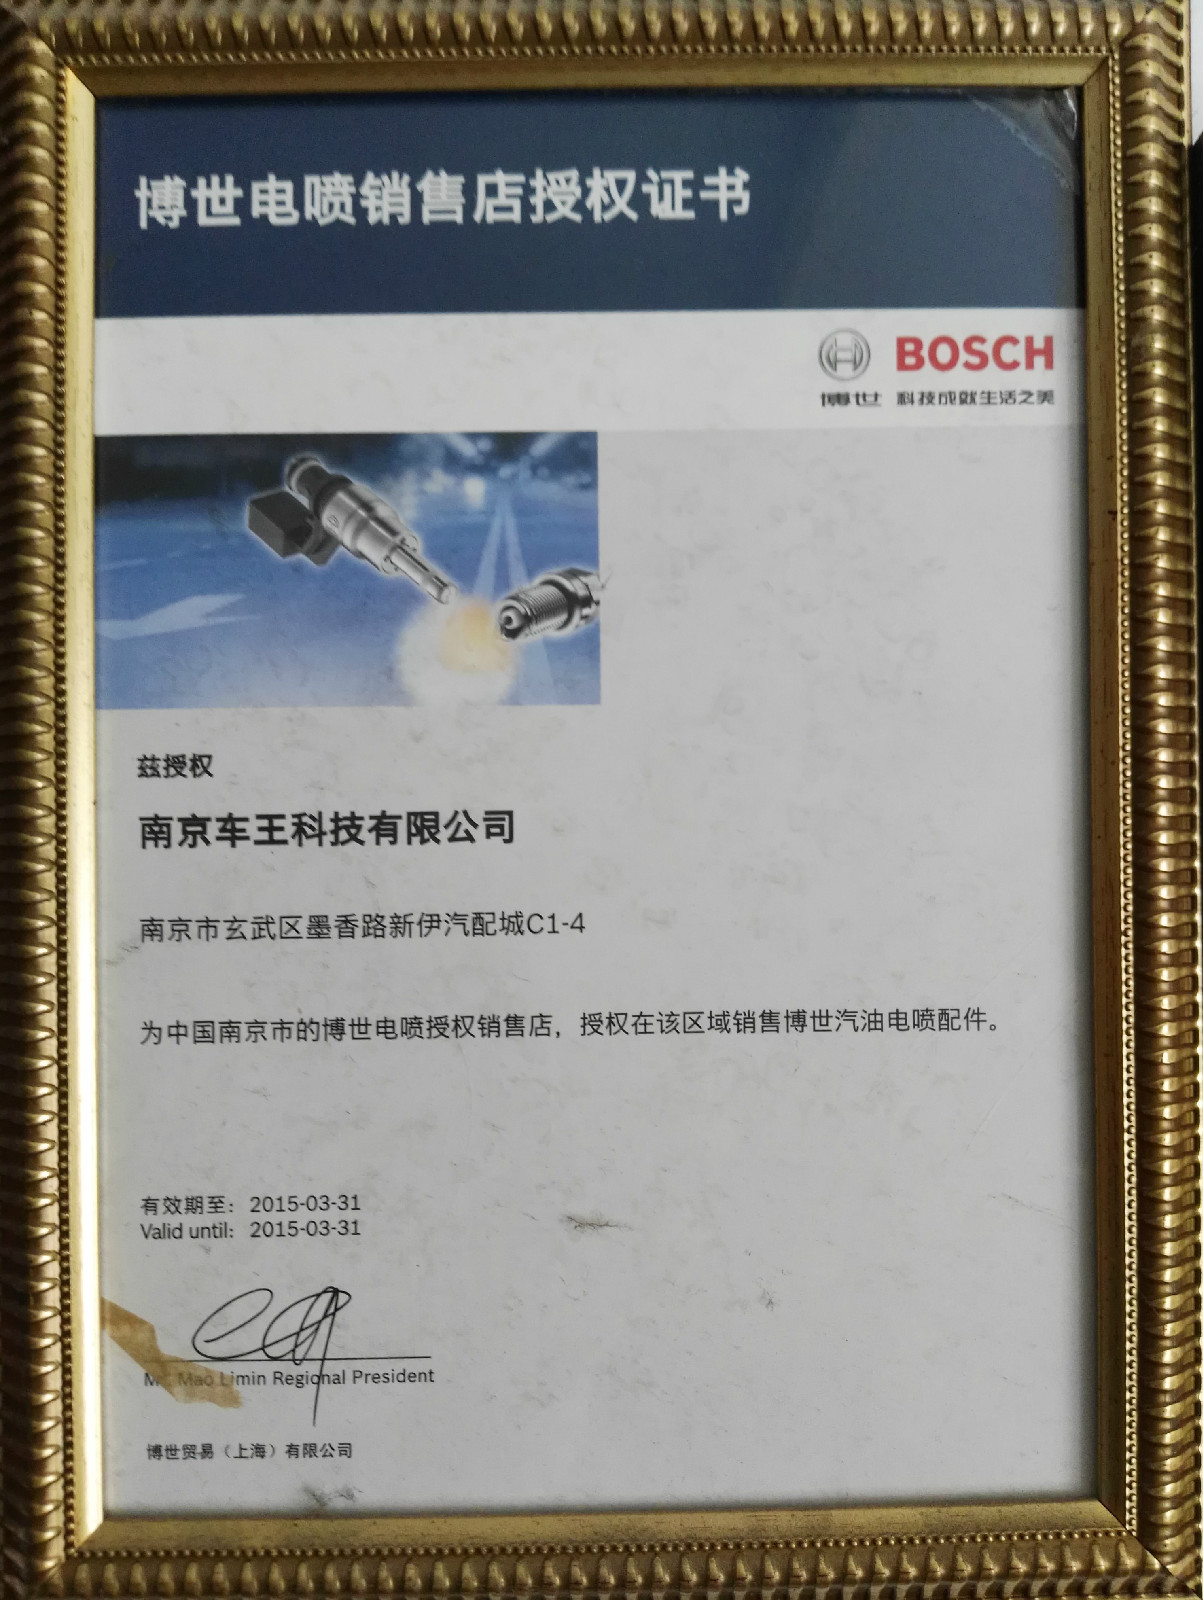 博世电喷销售店授权证书
BOSCH
博世 科技成就生活之美
兹授权
南京车王科技有限公司
南京市玄武区墨香路新伊汽配城C1-4
为中国南京市的博世电喷授权销售店，授权在该区域销售博世汽油电喷配件。
有效期至： 2015-03-31
Valid until: 2015-03-31
Mr. Mao Limin Regional President
博世贸易（上海）有限公司